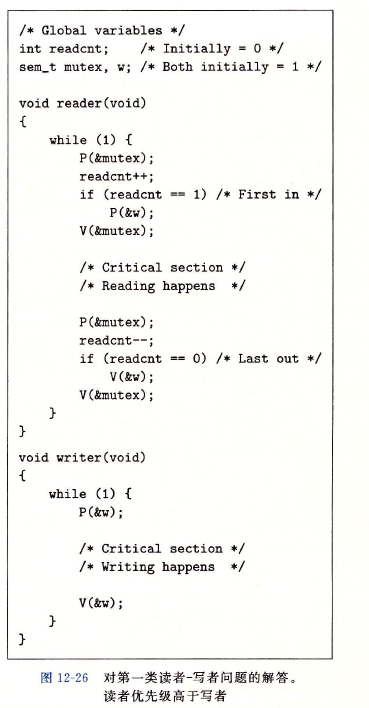 /* Global variables */
int readcnt;    /* Initially = 0 */
sem_t mutex, w; /* Both initially = 1 */
void reader(void)
{
    while (1) {
        P(&mutex);
        readcnt++;
        if (readcnt == 1) /* First in */
            P(&w);
        V(&mutex);
        /* Critical section */
        /* Reading happens  */
        P(&mutex);
        readcnt--;
        if (readcnt == 0) /* Last out */
            V(&w);
        V(&mutex);
    }
}
void writer(void)
{
    while (1) {
        P(&w);
        /* Critical section */
        /* Writing happens  */
        V(&w);
    }
}
图 12-26 对第一类读者-写者问题的解答。
读者优先级高于写者